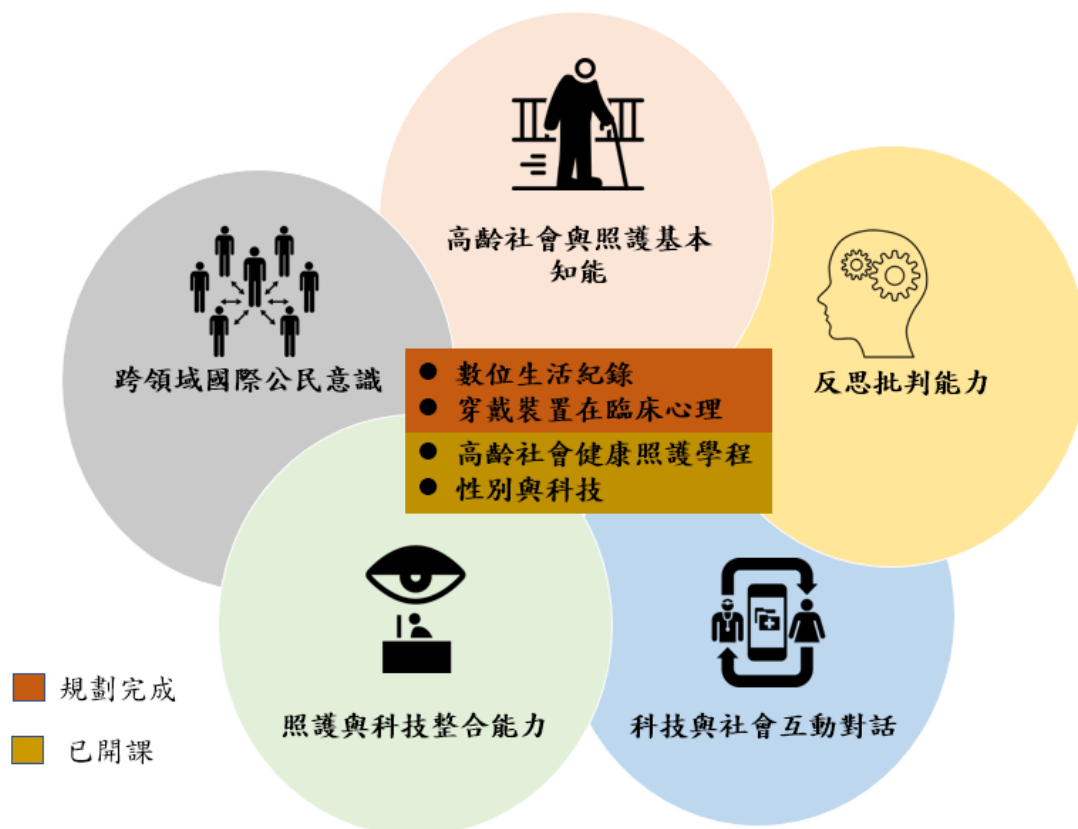 高齡社會與照護基本
知能
跨領域國際公民意識
反思批判能力
● 數位生活紀錄
● 穿戴裝置在臨床心理
● 高齡社會健康照護學程
● 性別與科技
照護與科技整合能力
科技與社會互動對話
規劃完成
已開課